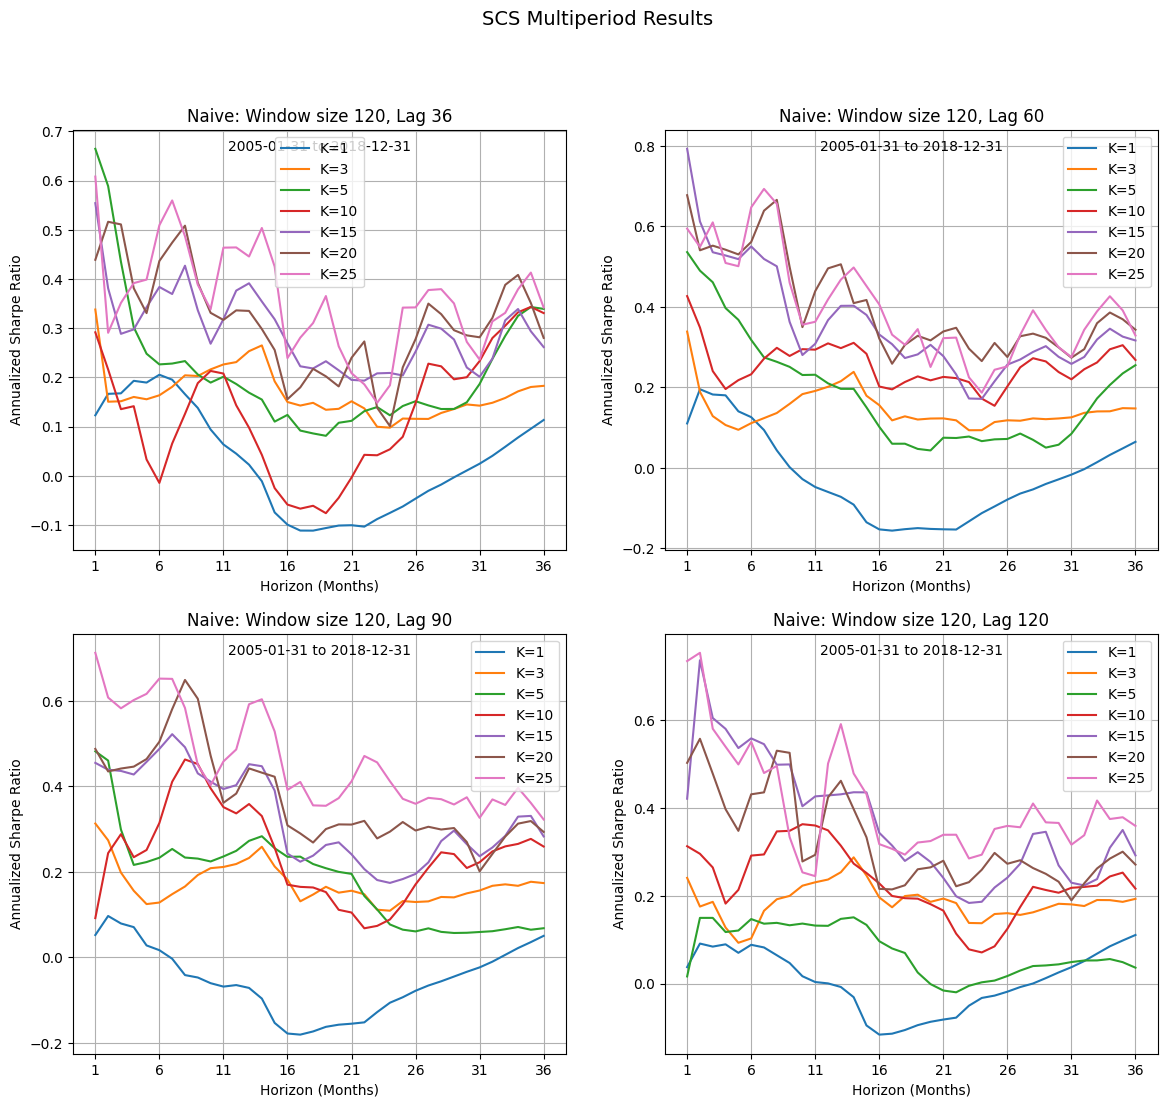 SCS Multiperiod Results
Naive: Window size 120, Lag 36
2005-01-31 to 2018-12-31
K=1
K=3
K=5
K=10
K=15
K=20
K=25
Annualized Sharpe Ratio
0.7
0.6
0.5
0.4
0.3
0.2
0.1
0.0
−0.1
1 6 11 16 21 26 31 36
Horizon (Months)
Naive: Window size 120, Lag 60
2005-01-31 to 2018-12-31
K=1
K=3
K=5
K=10
K=15
K=20
K=25
Annualized Sharpe Ratio
0.8
0.6
0.4
0.2
0.0
−0.2
1 6 11 16 21 26 31 36
Horizon (Months)
Naive: Window size 120, Lag 90
2005-01-31 to 2018-12-31
K=1
K=3
K=5
K=10
K=15
K=20
K=25
Annualized Sharpe Ratio
0.6
0.4
0.2
0.0
−0.2
1 6 11 16 21 26 31 36
Horizon (Months)
Naive: Window size 120, Lag 120
2005-01-31 to 2018-12-31
K=1
K=3
K=5
K=10
K=15
K=20
K=25
Annualized Sharpe Ratio
0.6
0.4
0.2
0.0
1 6 11 16 21 26 31 36
Horizon (Months)